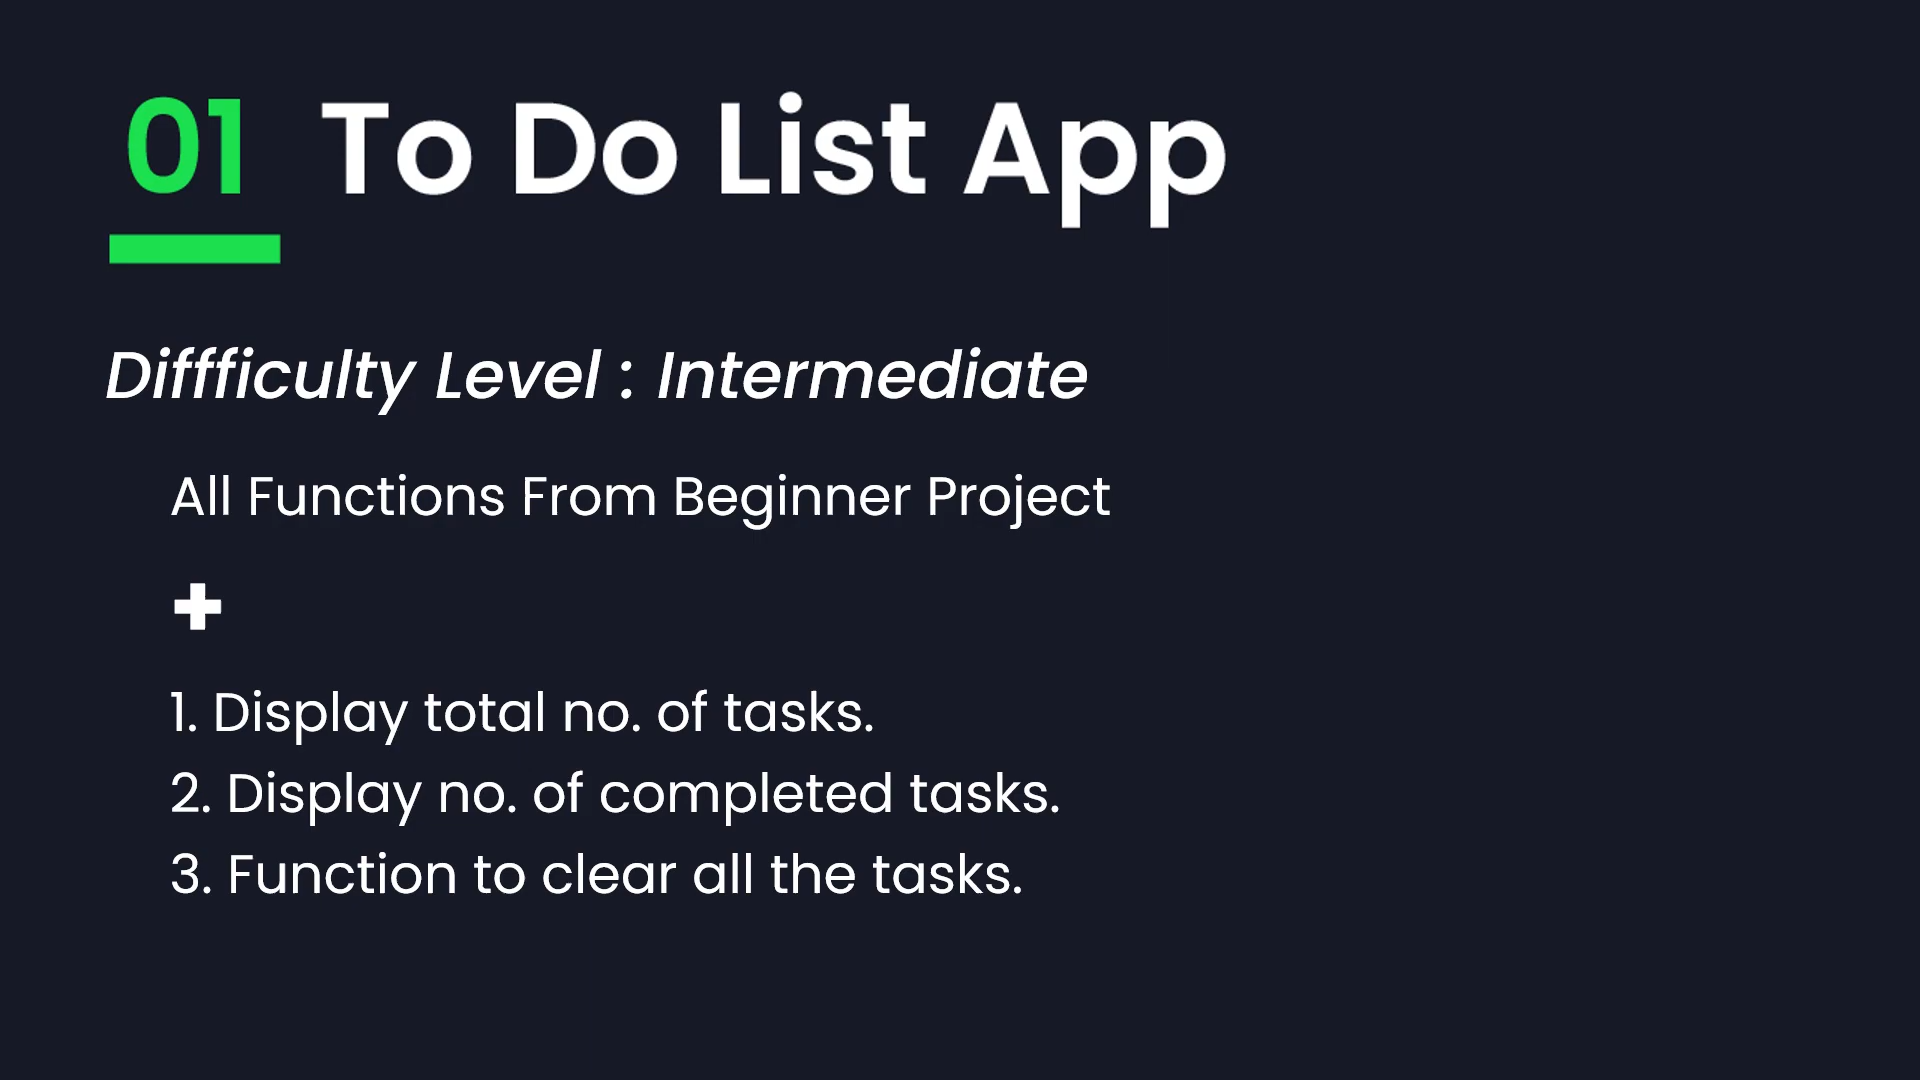 01 To Do List App
Diffficulty Level : Intermediate
All Functions From Beginner Project
+
1. Display total no. of tasks.
2. Display no. of completed tasks.
3. Function to clear all the tasks.